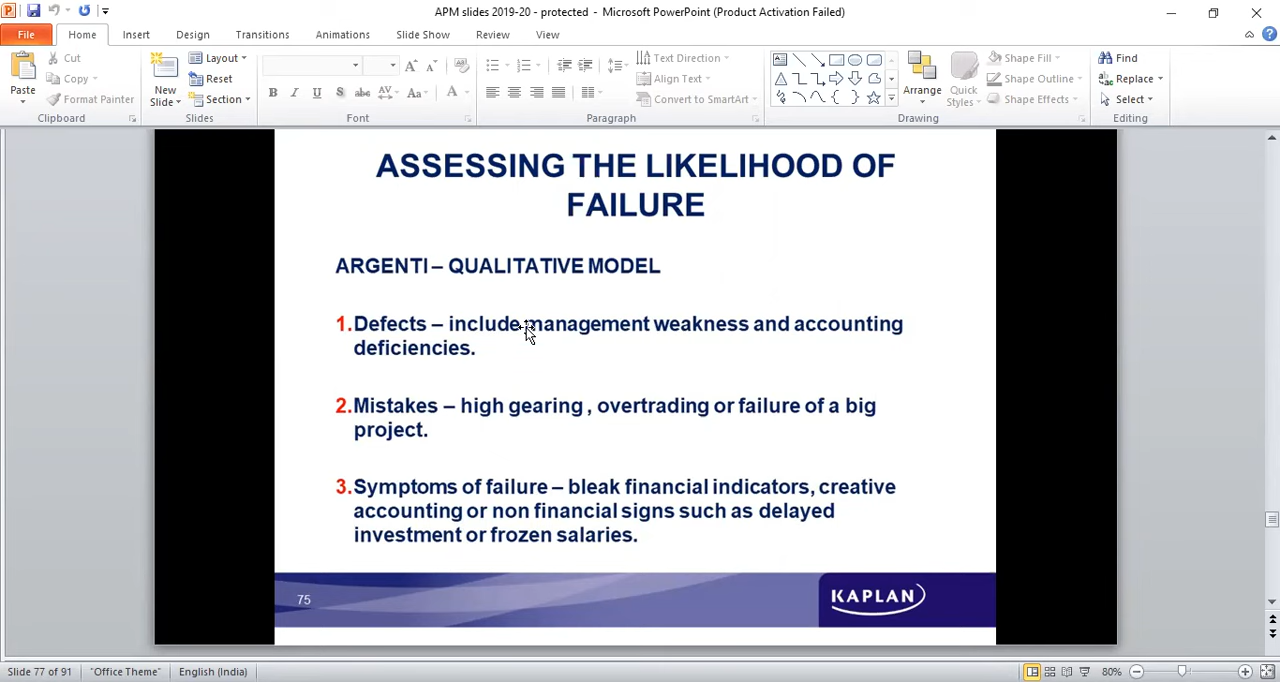 APM slides 2019-20 - protected - Microsoft PowerPoint (Product Activation Failed)
File Home Insert Design Transitions Animations Slide Show Review View
Cut Layout Text Direction Shape Fill Find
Copy Reset Align Text Shape Outline Replace
Paste New Slide Arrange Quick Styles
Format Painter Section B I U S abc AV Aa A Convert to SmartArt Shape Effects Select
Clipboard Slides Font Paragraph Drawing Editing
ASSESSING THE LIKELIHOOD OF
FAILURE
ARGENTI – QUALITATIVE MODEL
1.Defects – include management weakness and accounting
deficiencies.
2.Mistakes – high gearing , overtrading or failure of a big
project.
3.Symptoms of failure – bleak financial indicators, creative
accounting or non financial signs such as delayed
investment or frozen salaries.
75
KAPLAN
Slide 77 of 91 "Office Theme" English (India) 80%